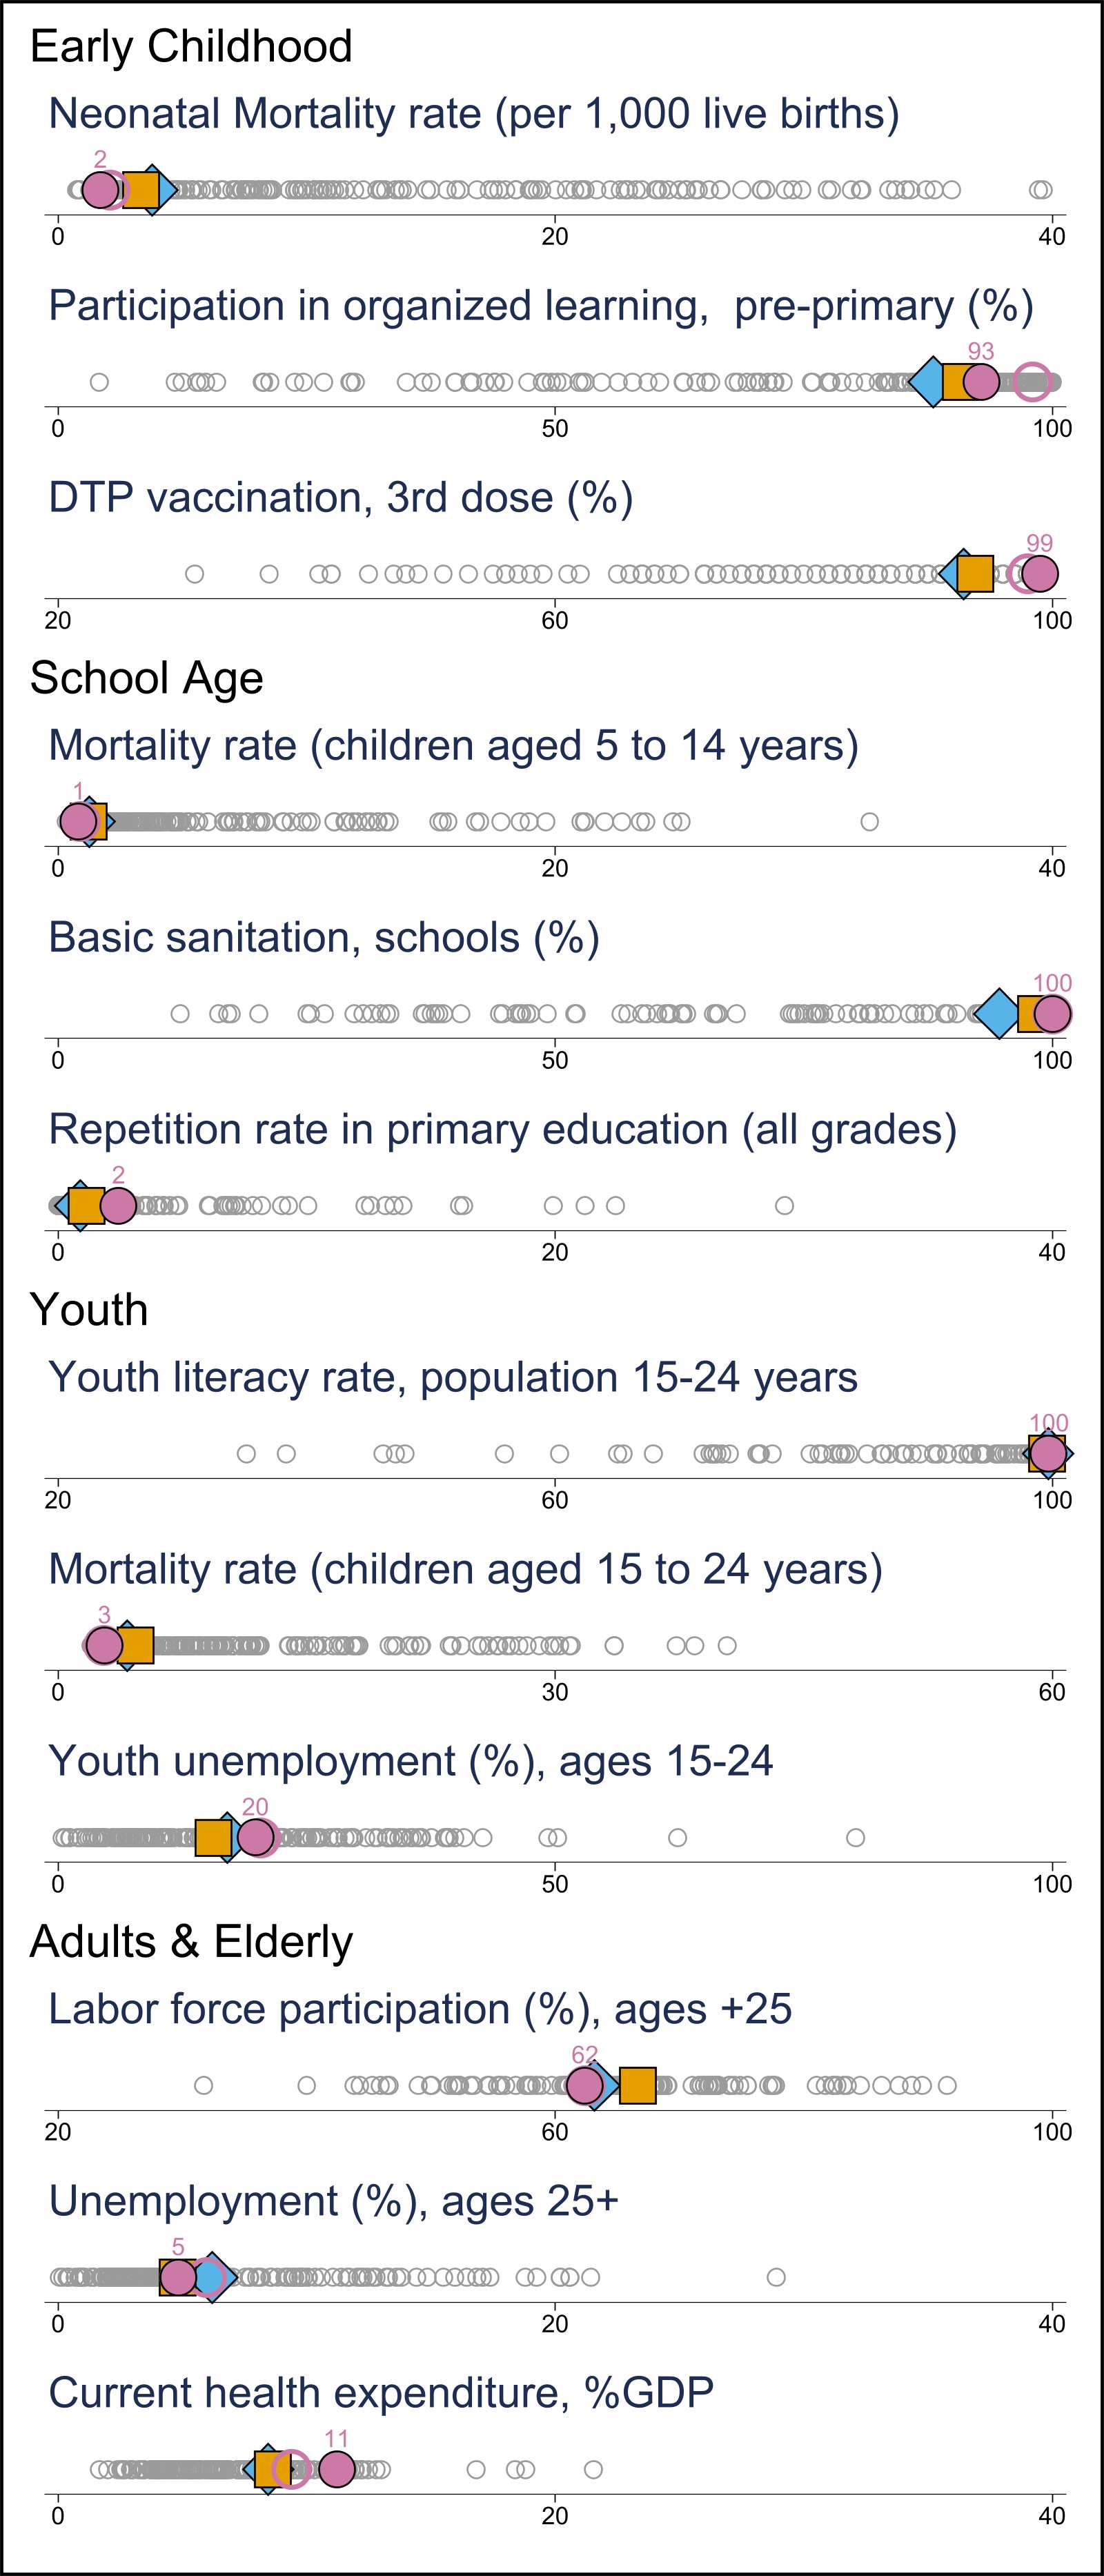 Early Childhood
Neonatal Mortality rate (per 1,000 live births)
2
0 20 40
Participation in organized learning,  pre-primary (%)
93
0 50 100
DTP vaccination, 3rd dose (%)
99
20 60 100
School Age
Mortality rate (children aged 5 to 14 years)
1
0 20 40
Basic sanitation, schools (%)
100
0 50 100
Repetition rate in primary education (all grades)
2
0 20 40
Youth
Youth literacy rate, population 15-24 years
100
20 60 100
Mortality rate (children aged 15 to 24 years)
3
0 30 60
Youth unemployment (%), ages 15-24
20
0 50 100
Adults & Elderly
Labor force participation (%), ages +25
62
20 60 100
Unemployment (%), ages 25+
5
0 20 40
Current health expenditure, %GDP
11
0 20 40